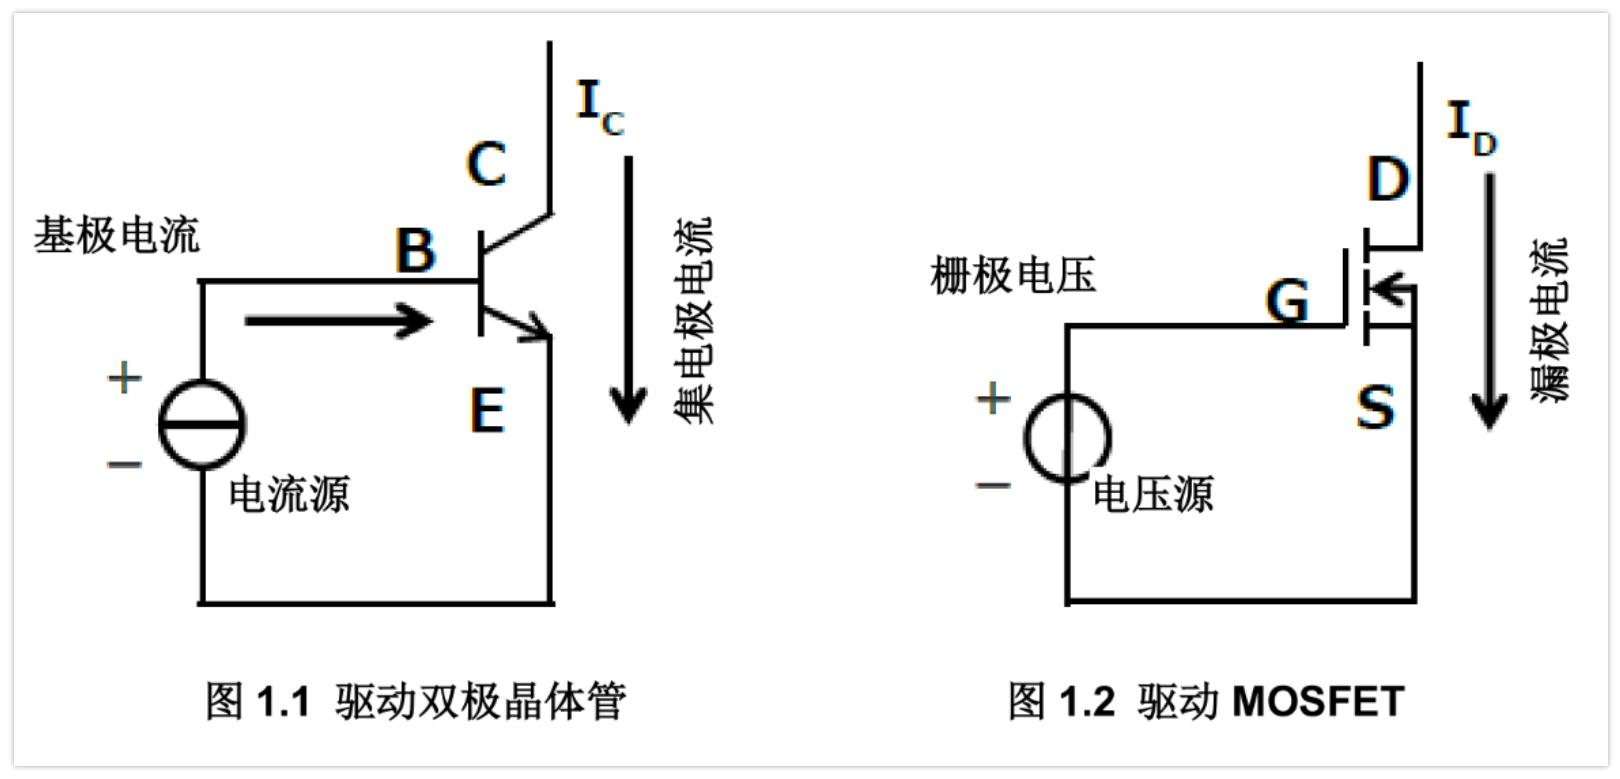 I_C
C
基极电流
B
集电极电流
+
E
−
电流源
图 1.1 驱动双极晶体管
I_D
D
栅极电压
G
漏极电流
+
S
−
电压源
图 1.2 驱动 MOSFET